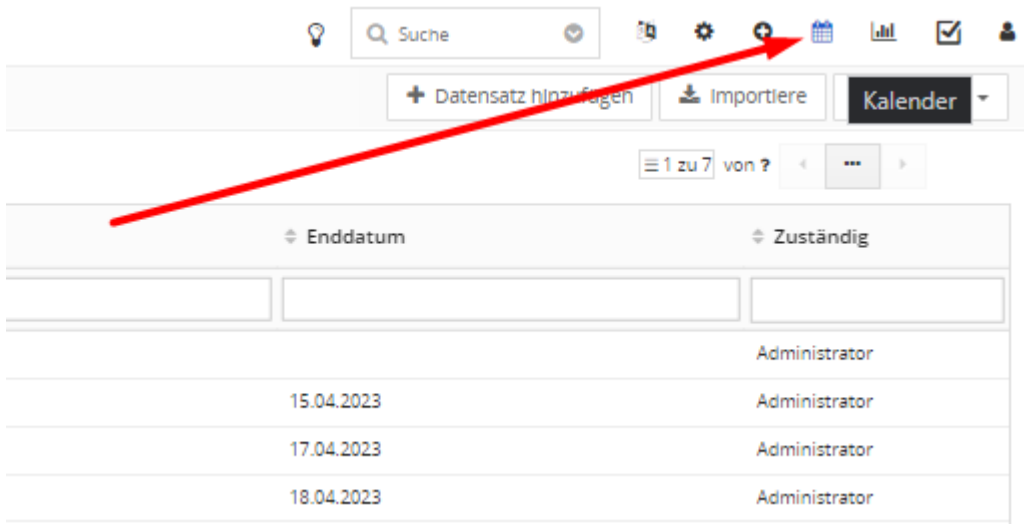 Suche
Datensatz hinzufügen Importiere Kalender
1 zu 7 von ?
Enddatum Zuständig
Administrator
15.04.2023 Administrator
17.04.2023 Administrator
18.04.2023 Administrator